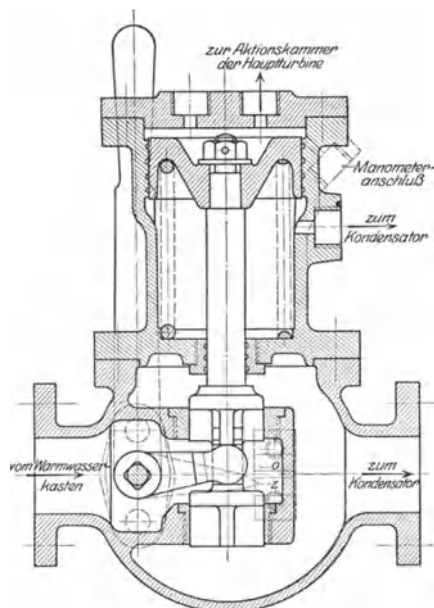 zur Aktionskammer
der Hauptturbine
Manometer-
anschluß
zum
Kondensator
vom Warmwasser-
kasten
o
z
zum
Kondensator